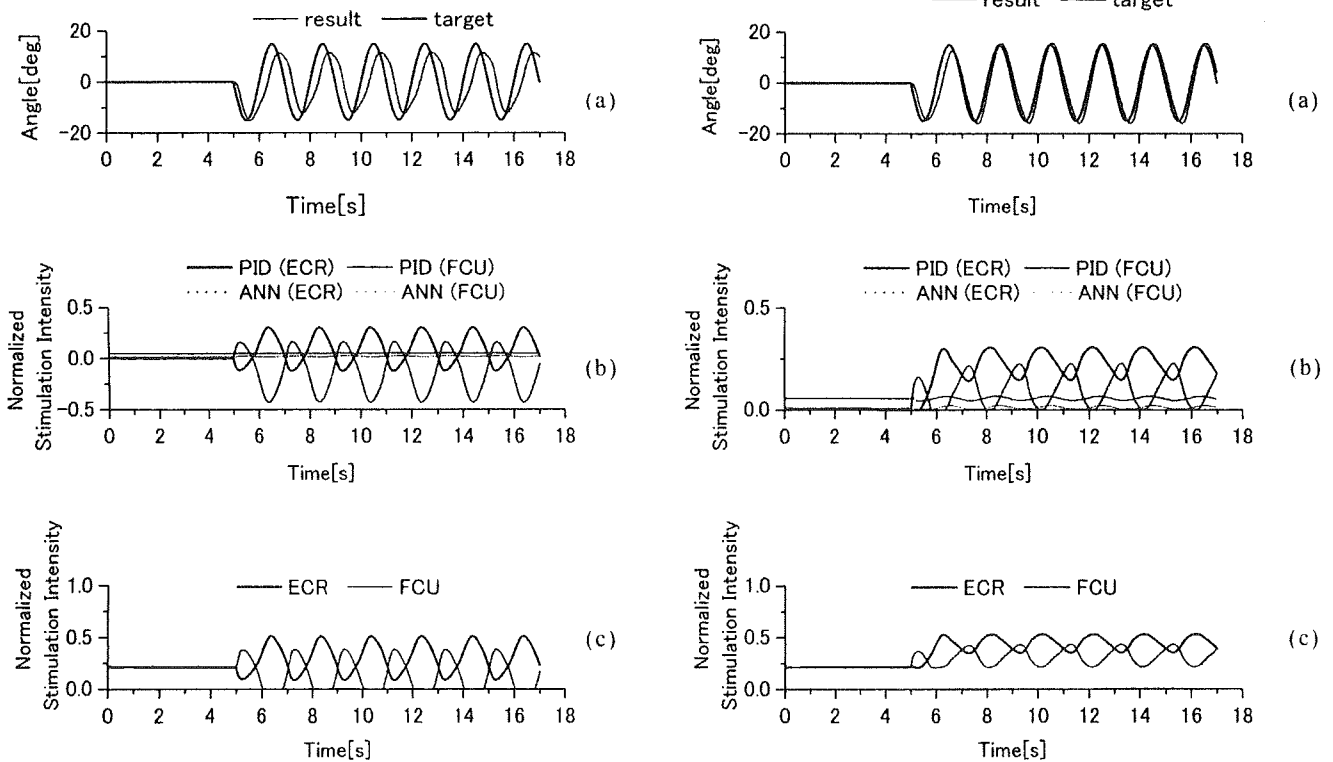 result target
20
0
-20
Angle[deg]
0 2 4 6 8 10 12 14 16 18
Time[s]
(a)
PID (ECR) PID (FCU)
ANN (ECR) ANN (FCU)
0.5
0.0
-0.5
Normalized
Stimulation Intensity
0 2 4 6 8 10 12 14 16 18
Time[s]
(b)
ECR FCU
1.0
0.5
0.0
Normalized
Stimulation Intensity
0 2 4 6 8 10 12 14 16 18
Time[s]
(c)
result target
20
0
-20
Angle[deg]
0 2 4 6 8 10 12 14 16 18
Time[s]
(a)
PID (ECR) PID (FCU)
ANN (ECR) ANN (FCU)
0.5
0.0
Normalized
Stimulation Intensity
0 2 4 6 8 10 12 14 16 18
Time[s]
(b)
ECR FCU
1.0
0.5
0.0
Normalized
Stimulation Intensity
0 2 4 6 8 10 12 14 16 18
Time[s]
(c)